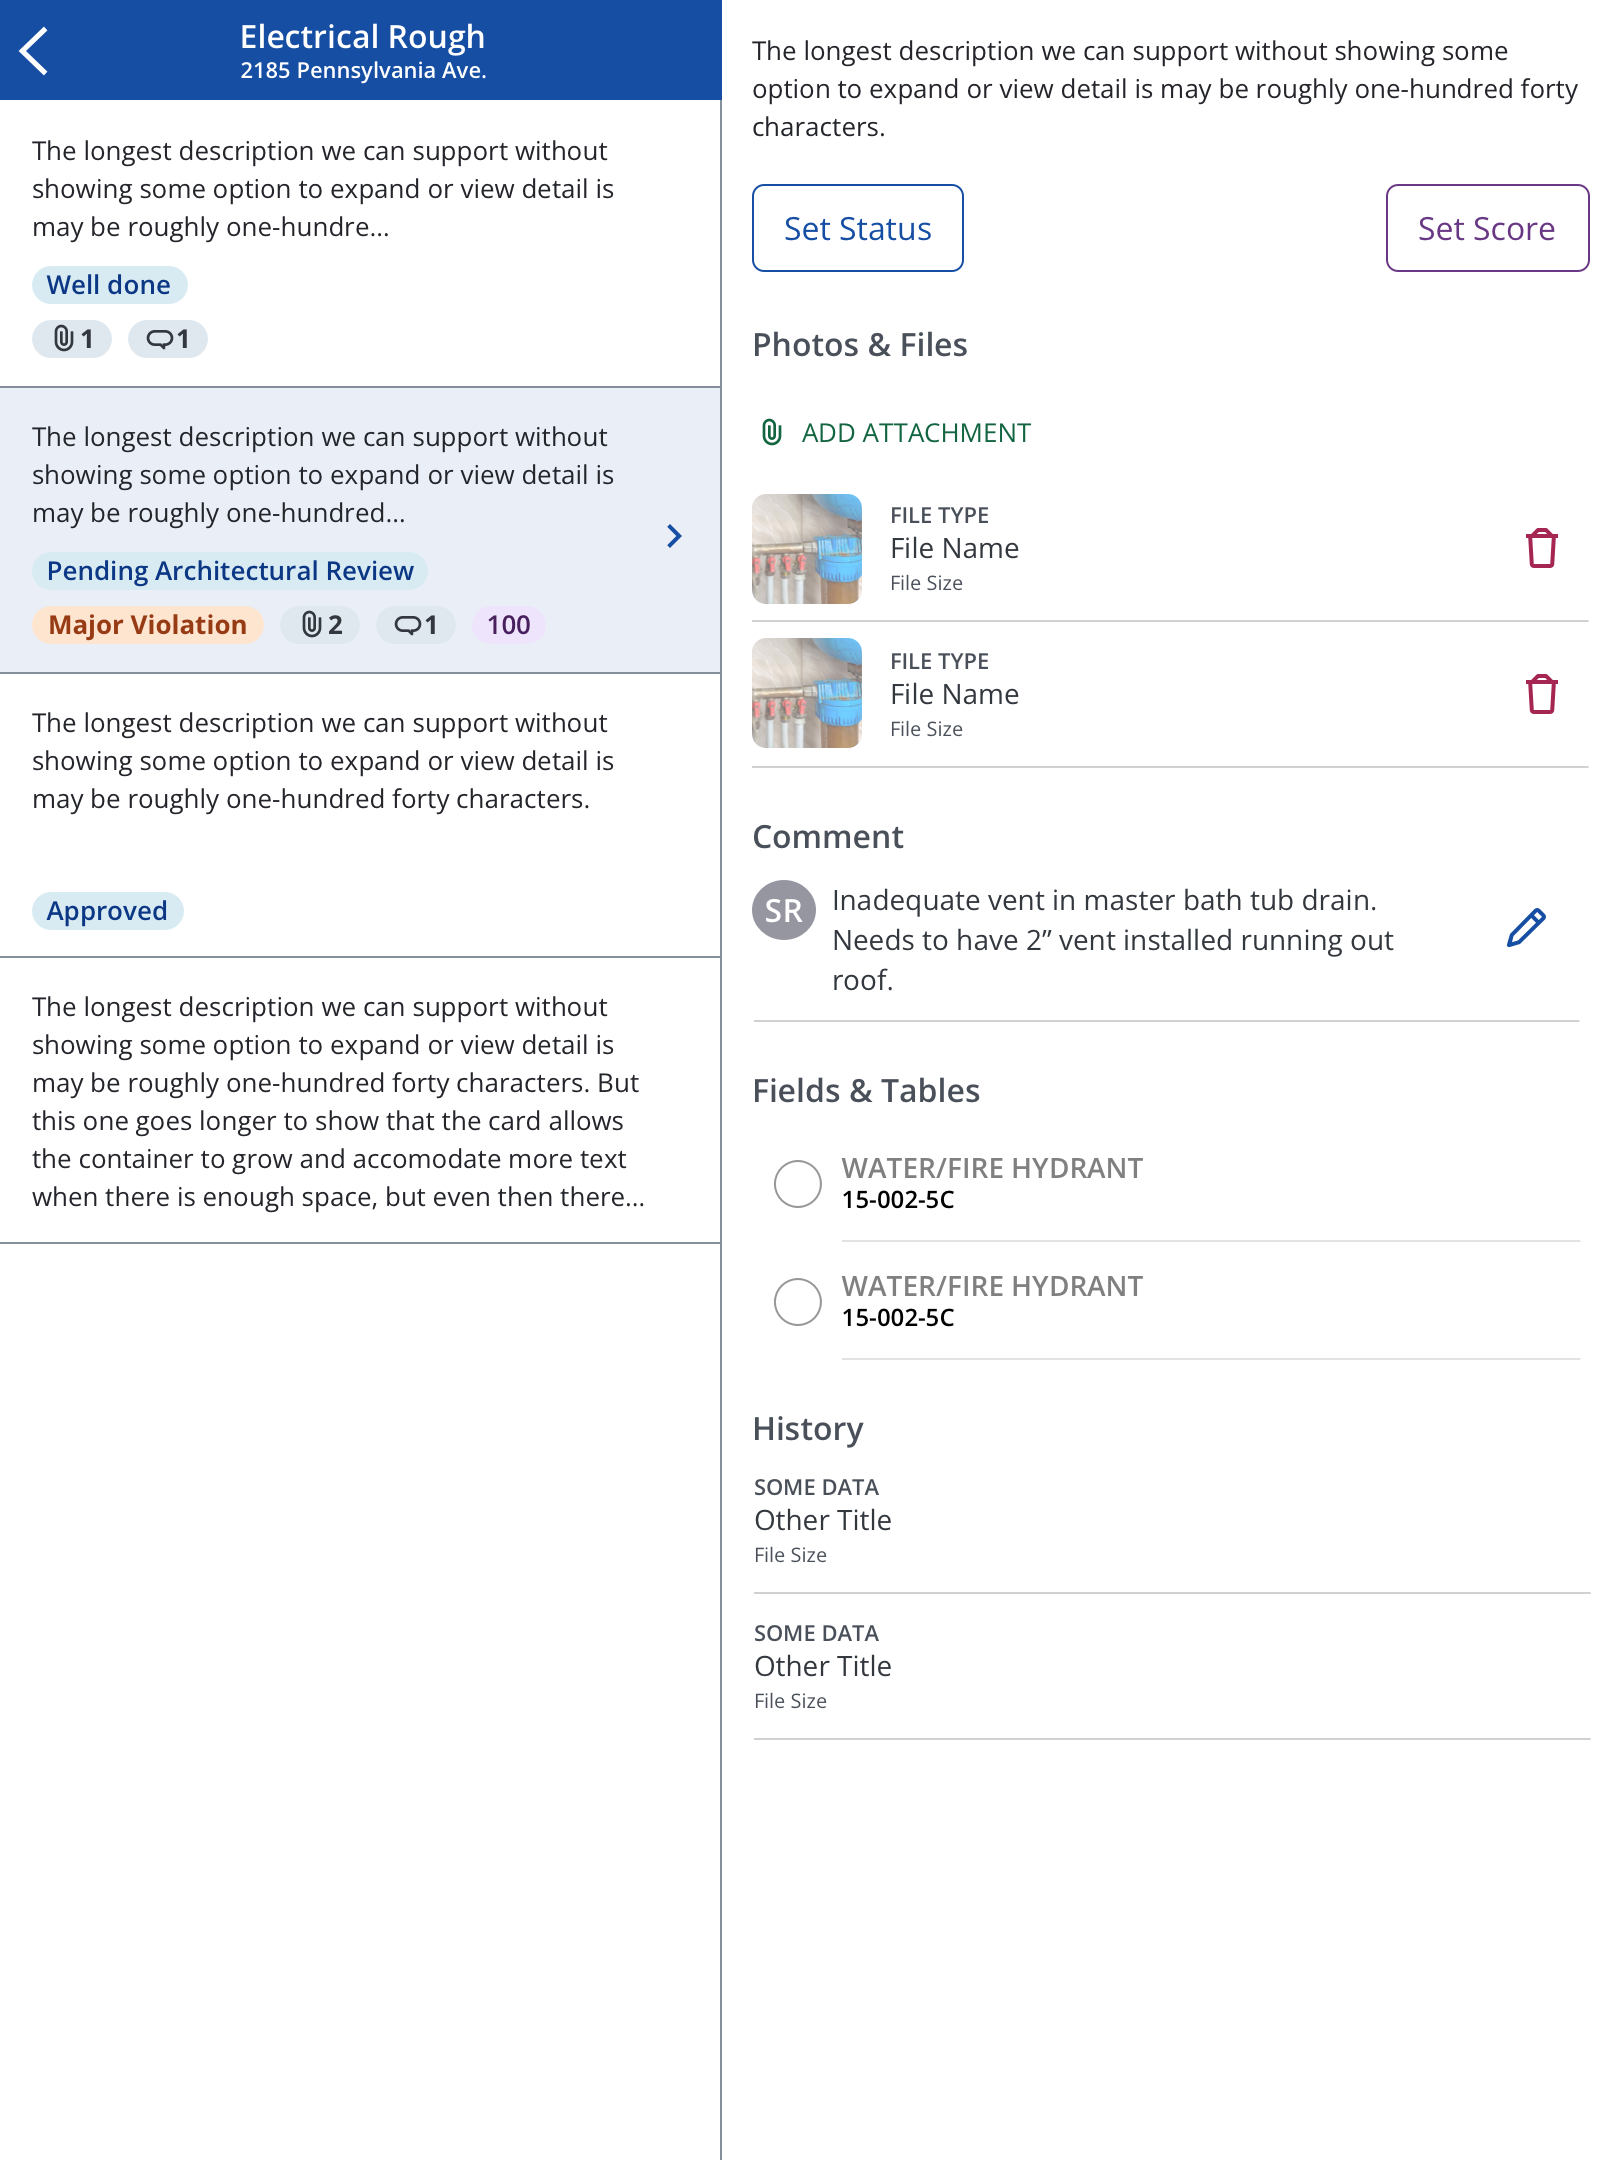 Electrical Rough
2185 Pennsylvania Ave.
The longest description we can support without
showing some option to expand or view detail is
may be roughly one-hundre...
Well done
1 1
The longest description we can support without
showing some option to expand or view detail is
may be roughly one-hundred...
Pending Architectural Review
Major Violation 2 1 100
The longest description we can support without
showing some option to expand or view detail is
may be roughly one-hundred forty characters.
Approved
The longest description we can support without
showing some option to expand or view detail is
may be roughly one-hundred forty characters. But
this one goes longer to show that the card allows
the container to grow and accomodate more text
when there is enough space, but even then there...
The longest description we can support without showing some
option to expand or view detail is may be roughly one-hundred forty
characters.
Set Status
Set Score
Photos & Files
ADD ATTACHMENT
FILE TYPE
File Name
File Size
FILE TYPE
File Name
File Size
Comment
SR
Inadequate vent in master bath tub drain.
Needs to have 2” vent installed running out
roof.
Fields & Tables
WATER/FIRE HYDRANT
15-002-5C
WATER/FIRE HYDRANT
15-002-5C
History
SOME DATA
Other Title
File Size
SOME DATA
Other Title
File Size